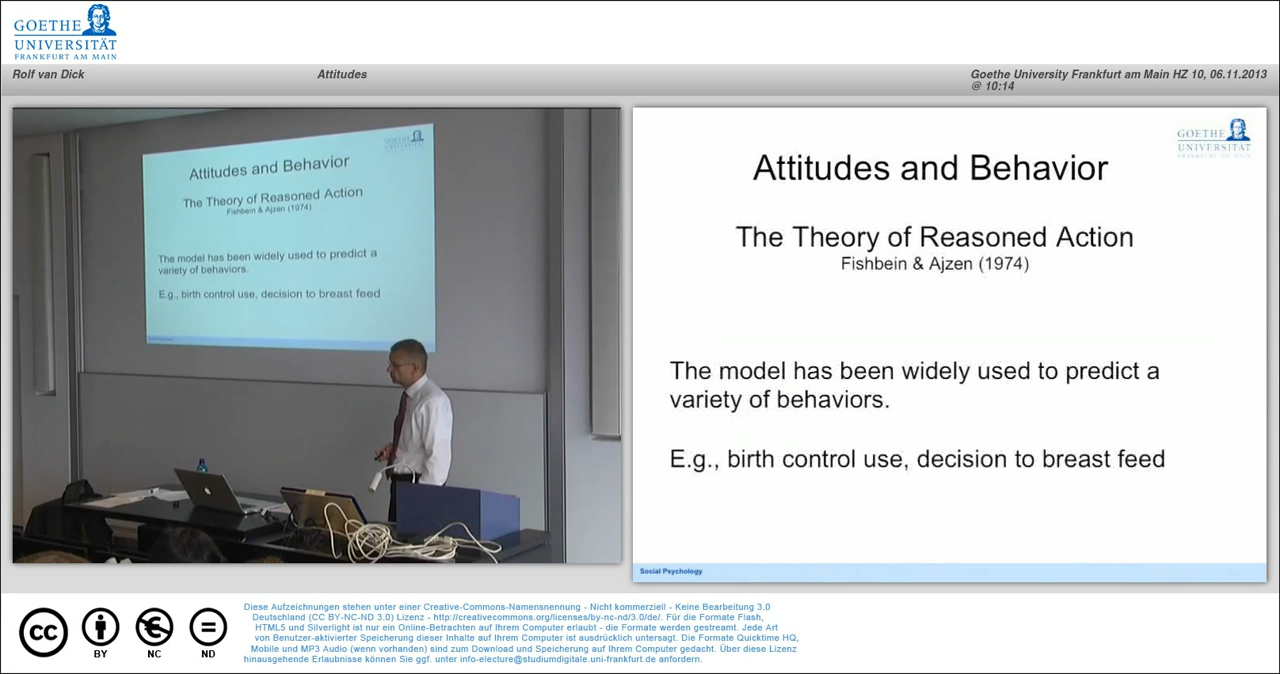 GOETHE
UNIVERSITÄT
FRANKFURT AM MAIN
Rolf van Dick
Attitudes
Goethe University Frankfurt am Main HZ 10, 06.11.2013
@ 10:14
Attitudes and Behavior
The Theory of Reasoned Action
Fishbein & Ajzen (1974)
The model has been widely used to predict a
variety of behaviors.
E.g., birth control use, decision to breast feed
GOETHE
UNIVERSITÄT
FRANKFURT AM MAIN
Attitudes and Behavior
The Theory of Reasoned Action
Fishbein & Ajzen (1974)
The model has been widely used to predict a
variety of behaviors.
E.g., birth control use, decision to breast feed
Social Psychology
cc
BY
NC
ND
Diese Aufzeichnungen stehen unter einer Creative-Commons-Namensnennung - Nicht kommerziell - Keine Bearbeitung 3.0
Deutschland (CC BY-NC-ND 3.0) Lizenz - http://creativecommons.org/licenses/by-nc-nd/3.0/de/. Für die Formate Flash,
HTML5 und Silverlight ist nur ein Online-Betrachten auf Ihrem Computer erlaubt - die Formate werden gestreamt. Jede Art
von Benutzer-aktivierter Speicherung dieser Inhalte auf Ihrem Computer ist ausdrücklich untersagt. Die Formate Quicktime HQ,
Mobile und MP3 Audio (wenn vorhanden) sind zum Download und Speicherung auf Ihrem Computer gedacht. Über diese Lizenz
hinausgehende Erlaubnisse können Sie ggf. unter info-electure@studiumdigitale.uni-frankfurt.de anfordern.